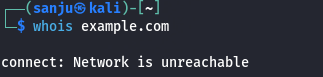 ┌──(sanju㉿kali)-[~]
└─$ whois example.com
connect: Network is unreachable